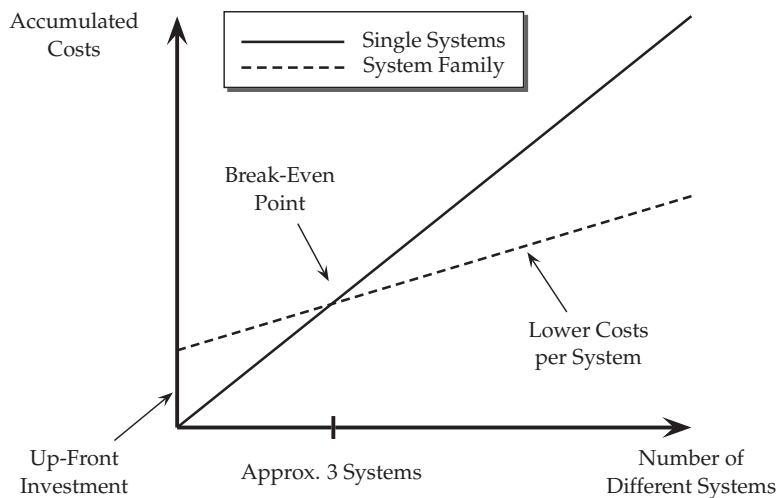 Accumulated
Costs
Single Systems
System Family
Break-Even
Point
Lower Costs
per System
Up-Front
Investment
Approx. 3 Systems
Number of
Different Systems